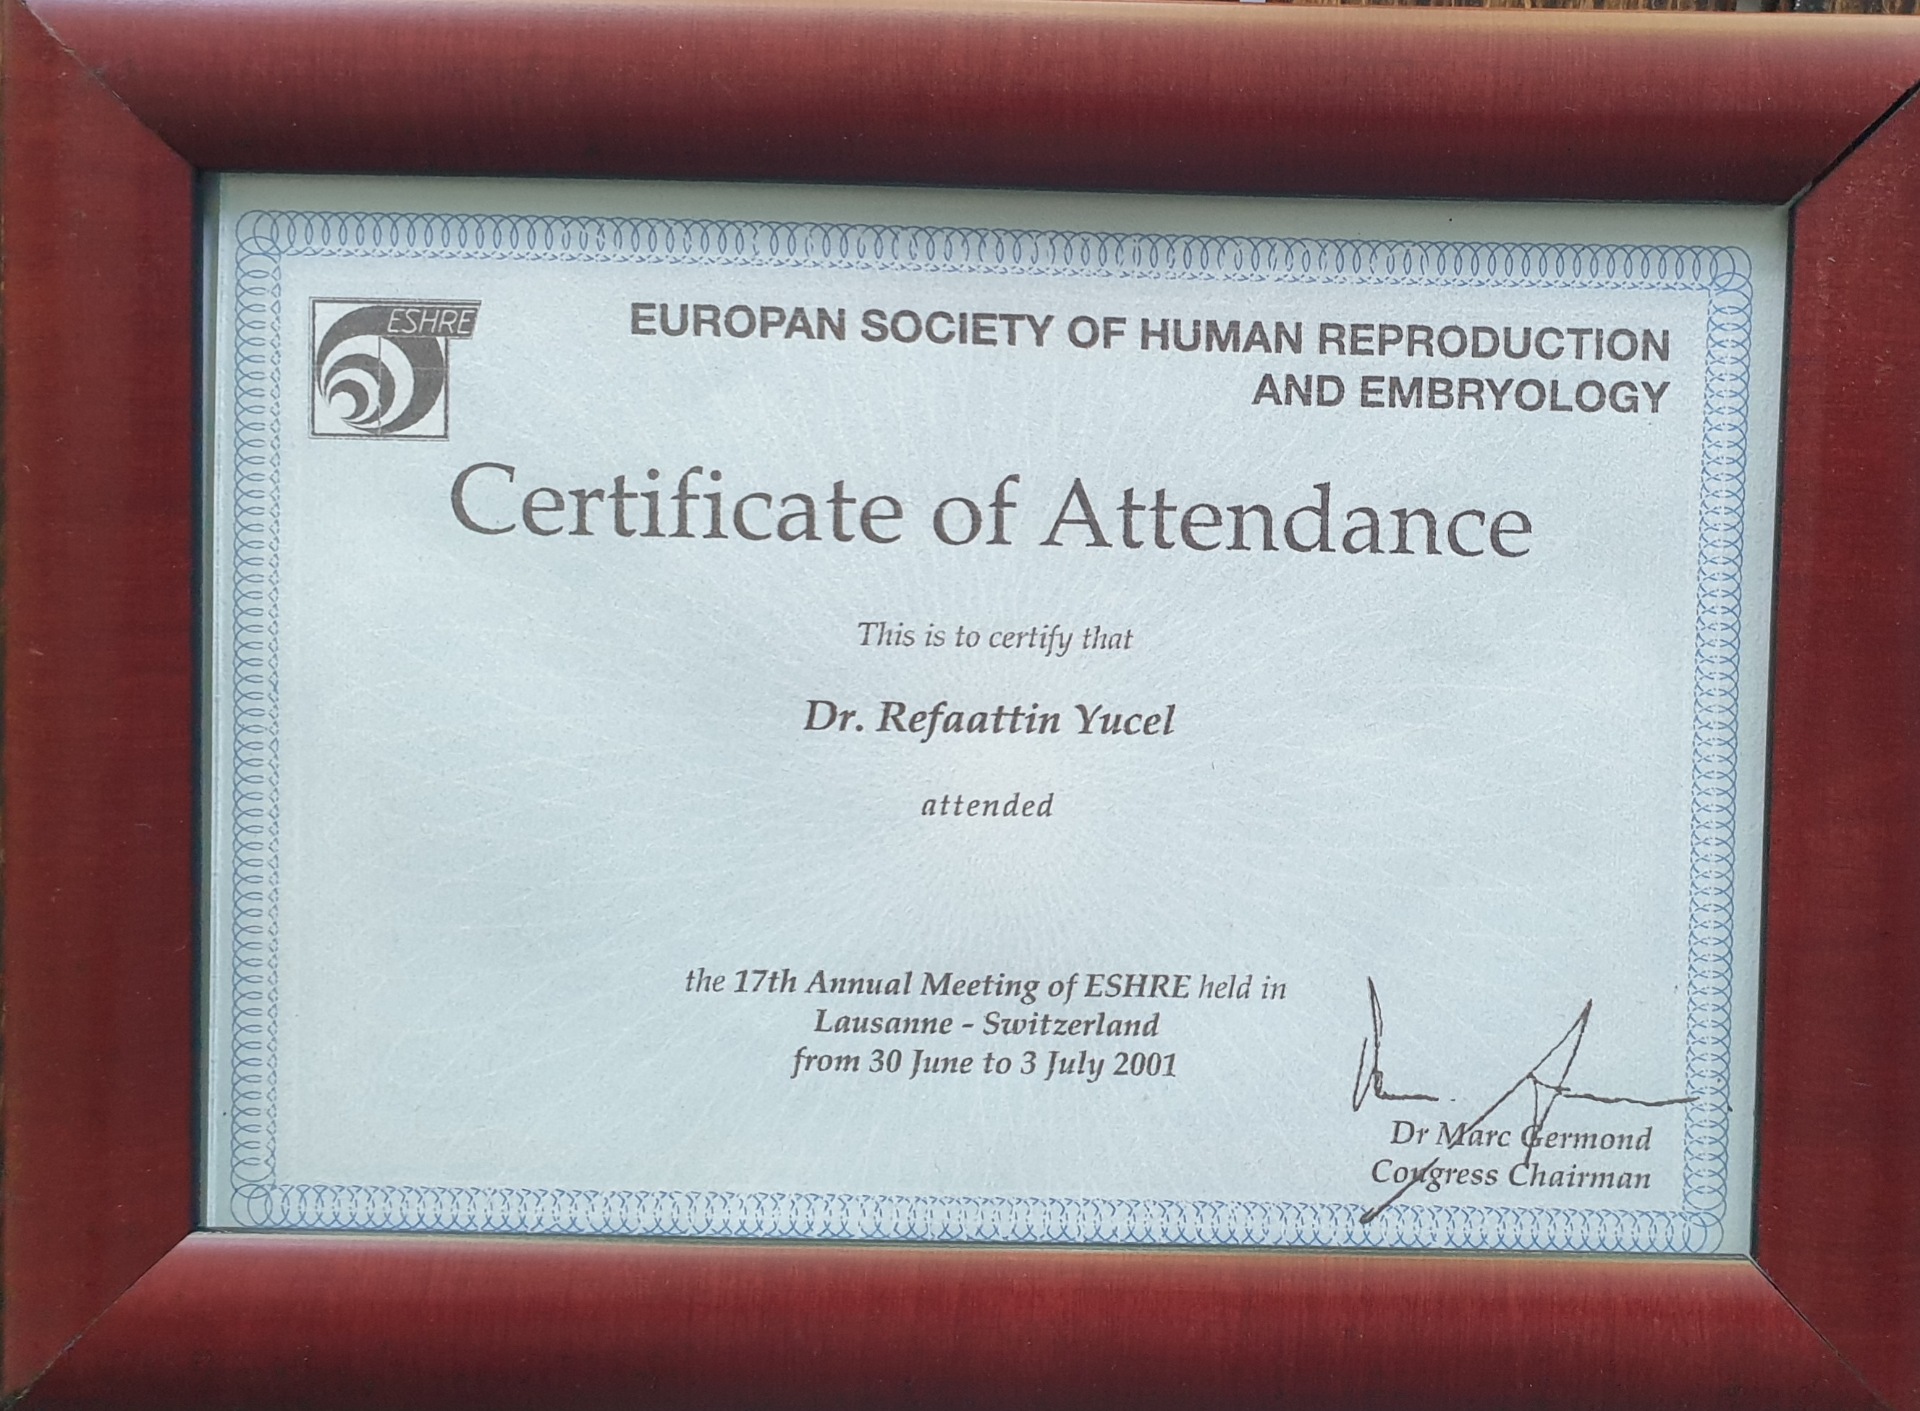 ESHRE
EUROPAN SOCIETY OF HUMAN REPRODUCTION
AND EMBRYOLOGY
Certificate of Attendance
This is to certify that
Dr. Refaattin Yucel
attended
the 17th Annual Meeting of ESHRE held in
Lausanne - Switzerland
from 30 June to 3 July 2001
Dr Marc Germond
Congress Chairman